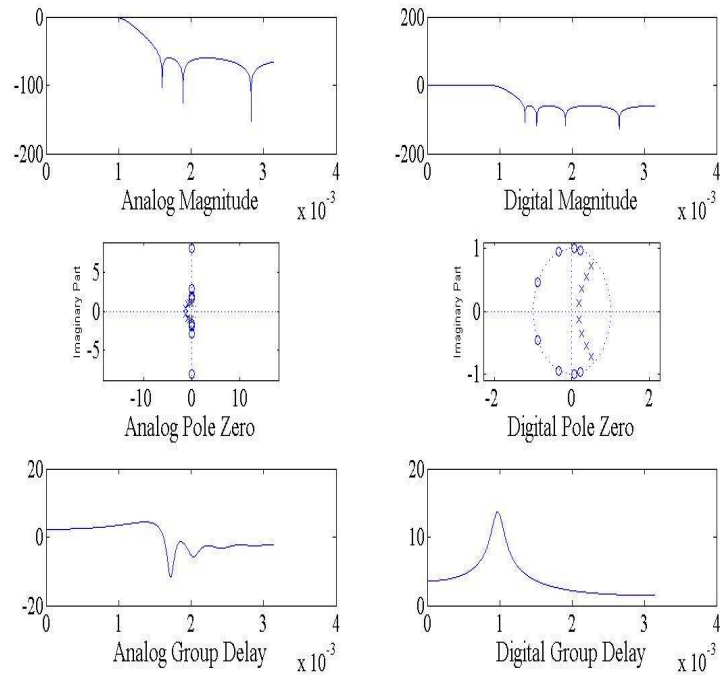 0
-100
-200
0 1 2 3 4
Analog Magnitude
x 10-3
200
0
-200
0 1 2 3 4
Digital Magnitude
x 10-3
Imaginary Part
5
0
-5
-10 0 10
Analog Pole Zero
Imaginary Part
1
0
-1
-2 0 2
Digital Pole Zero
20
0
-20
0 1 2 3 4
Analog Group Delay
x 10-3
20
10
0
0 1 2 3 4
Digital Group Delay
x 10-3